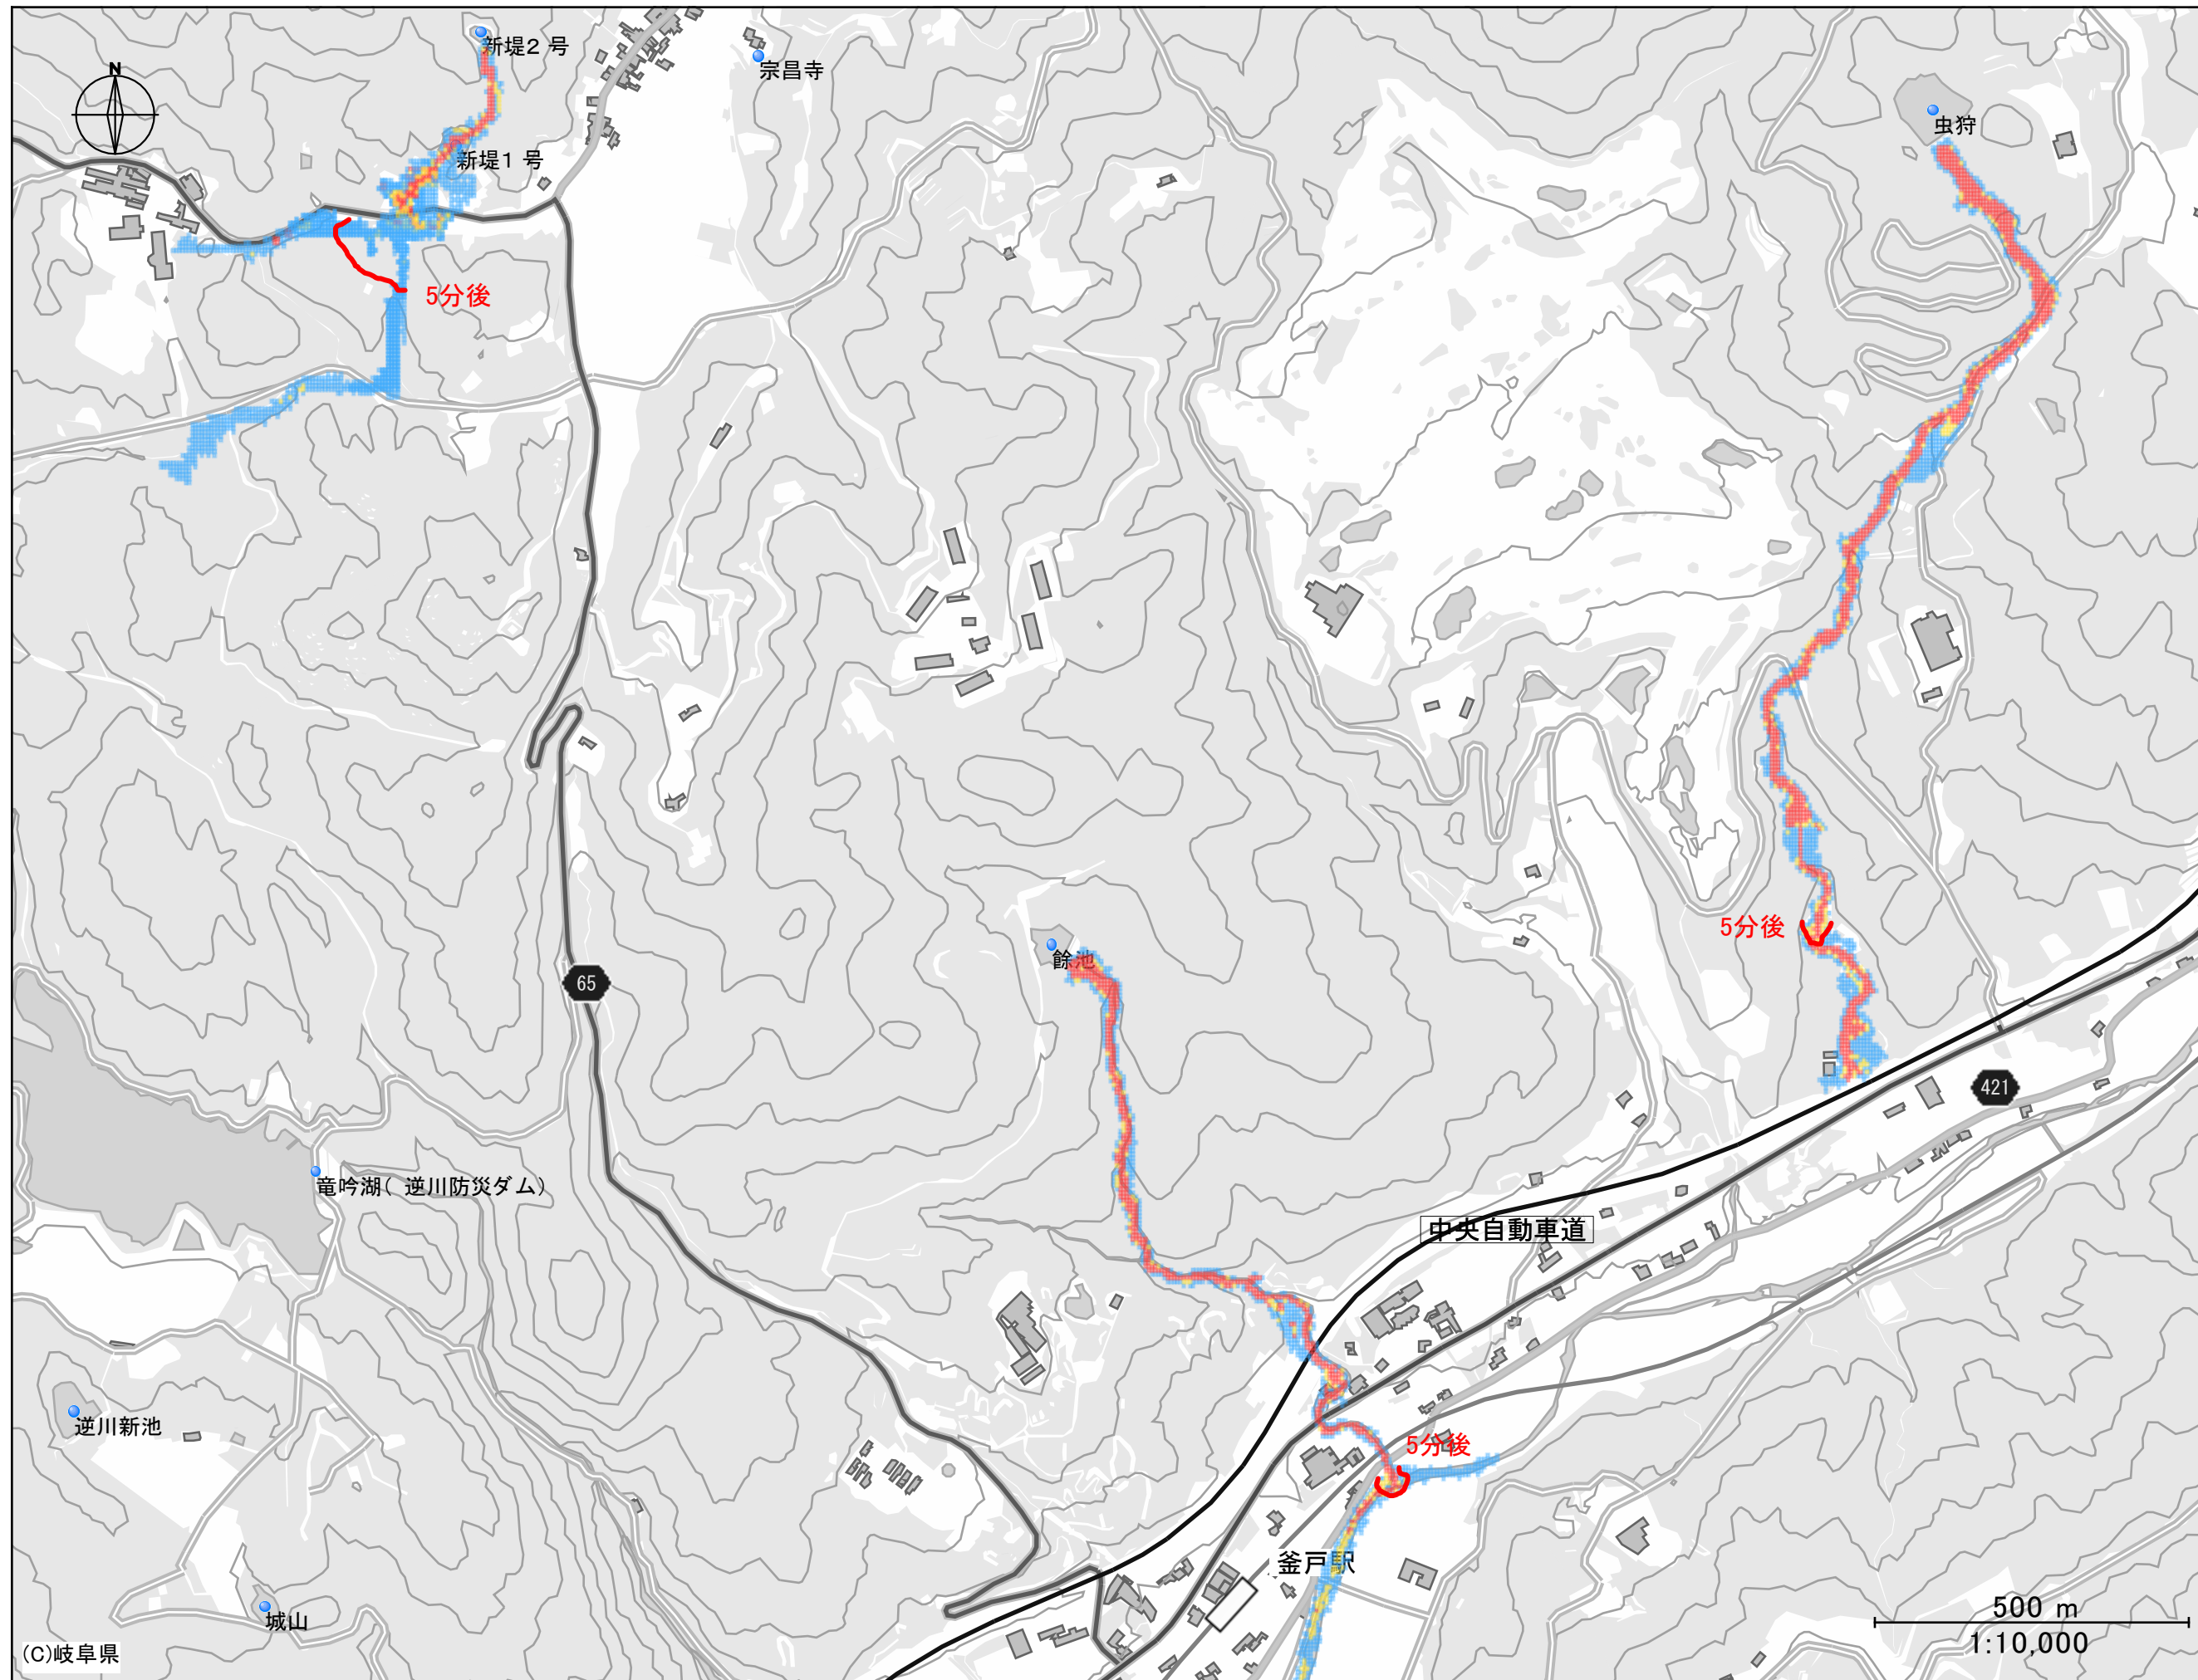 新堤2 号
宗昌寺
N
虫狩
新堤1 号
5分後
5分後
餘池
65
421
竜吟湖( 逆川防災ダム)
中央自動車道
逆川新池
5分後
釜戸駅
城山
500 m
1:10,000
(C)岐阜県